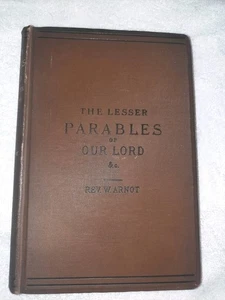 THE LESSER
PARABLES
OF
OUR LORD
&c.
REV. W. ARNOT